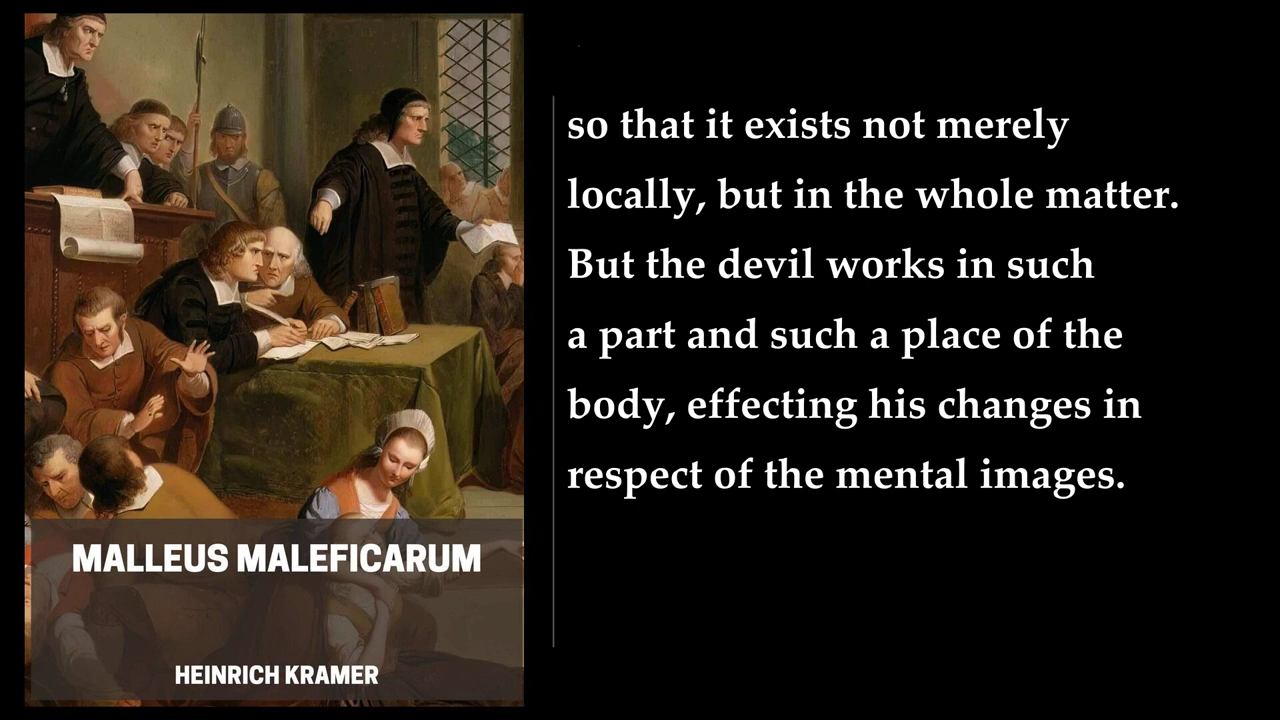 so that it exists not merely
locally, but in the whole matter.
But the devil works in such
a part and such a place of the
body, effecting his changes in
respect of the mental images.
MALLEUS MALEFICARUM
HEINRICH KRAMER